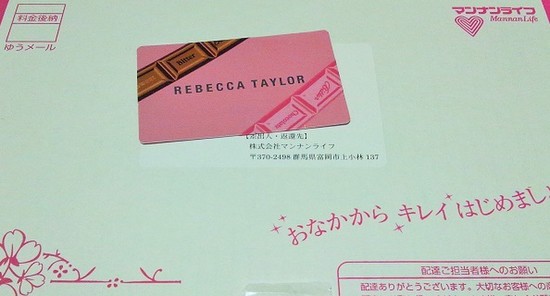 料金後納
ゆうメール
マンナンライフ
MannanLife
Bitter
REBECCA TAYLOR
Chocolate
【差出人・返還先】
株式会社マンナンライフ
〒370-2498 群馬県富岡市上小林 137
おなかから キレイ はじめまし
配達ご担当者様へのお願い
配達ありがとうございます。大切なお客様への